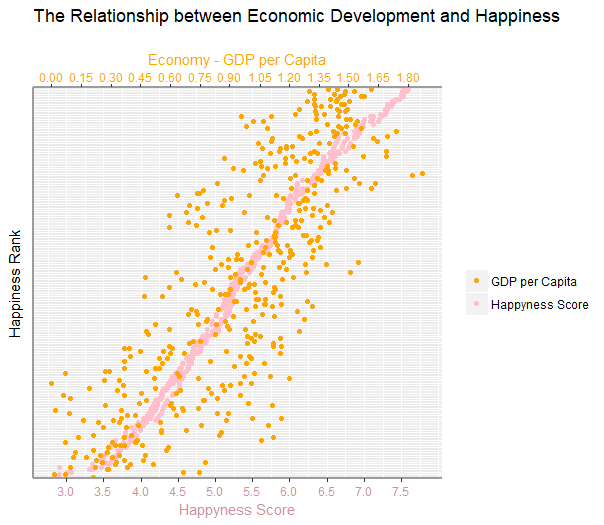 The Relationship between Economic Development and Happiness
Economy - GDP per Capita
0.00 0.15 0.30 0.45 0.60 0.75 0.90 1.05 1.20 1.35 1.50 1.65 1.80
Happiness Rank
GDP per Capita
Happyness Score
3.0 3.5 4.0 4.5 5.0 5.5 6.0 6.5 7.0 7.5
Happyness Score